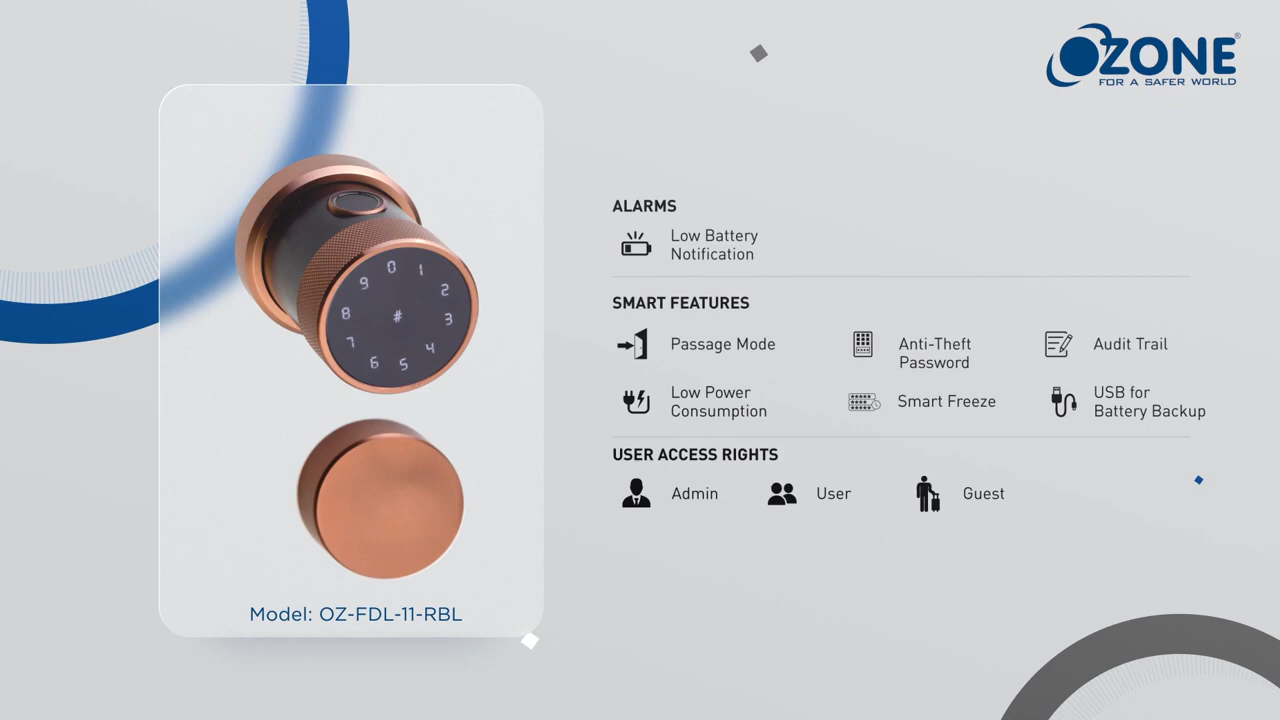 OZONE®
FOR A SAFER WORLD
0
1
2
3
4
5
6
7
8
9
#
Model: OZ-FDL-11-RBL
ALARMS
Low Battery
Notification
SMART FEATURES
Passage Mode
Anti-Theft
Password
Audit Trail
Low Power
Consumption
Smart Freeze
USB for
Battery Backup
USER ACCESS RIGHTS
Admin
User
Guest